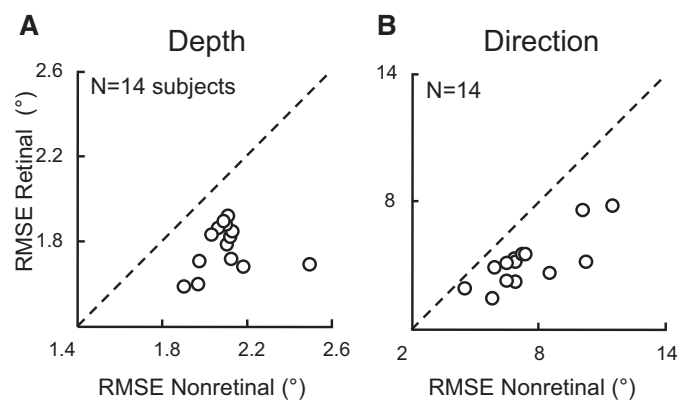 A
Depth
2.6
N=14 subjects
2.2
1.8
RMSE Retinal (°)
1.4
1.8
2.2
2.6
RMSE Nonretinal (°)
B
Direction
14
N=14
8
2
8
14
RMSE Nonretinal (°)